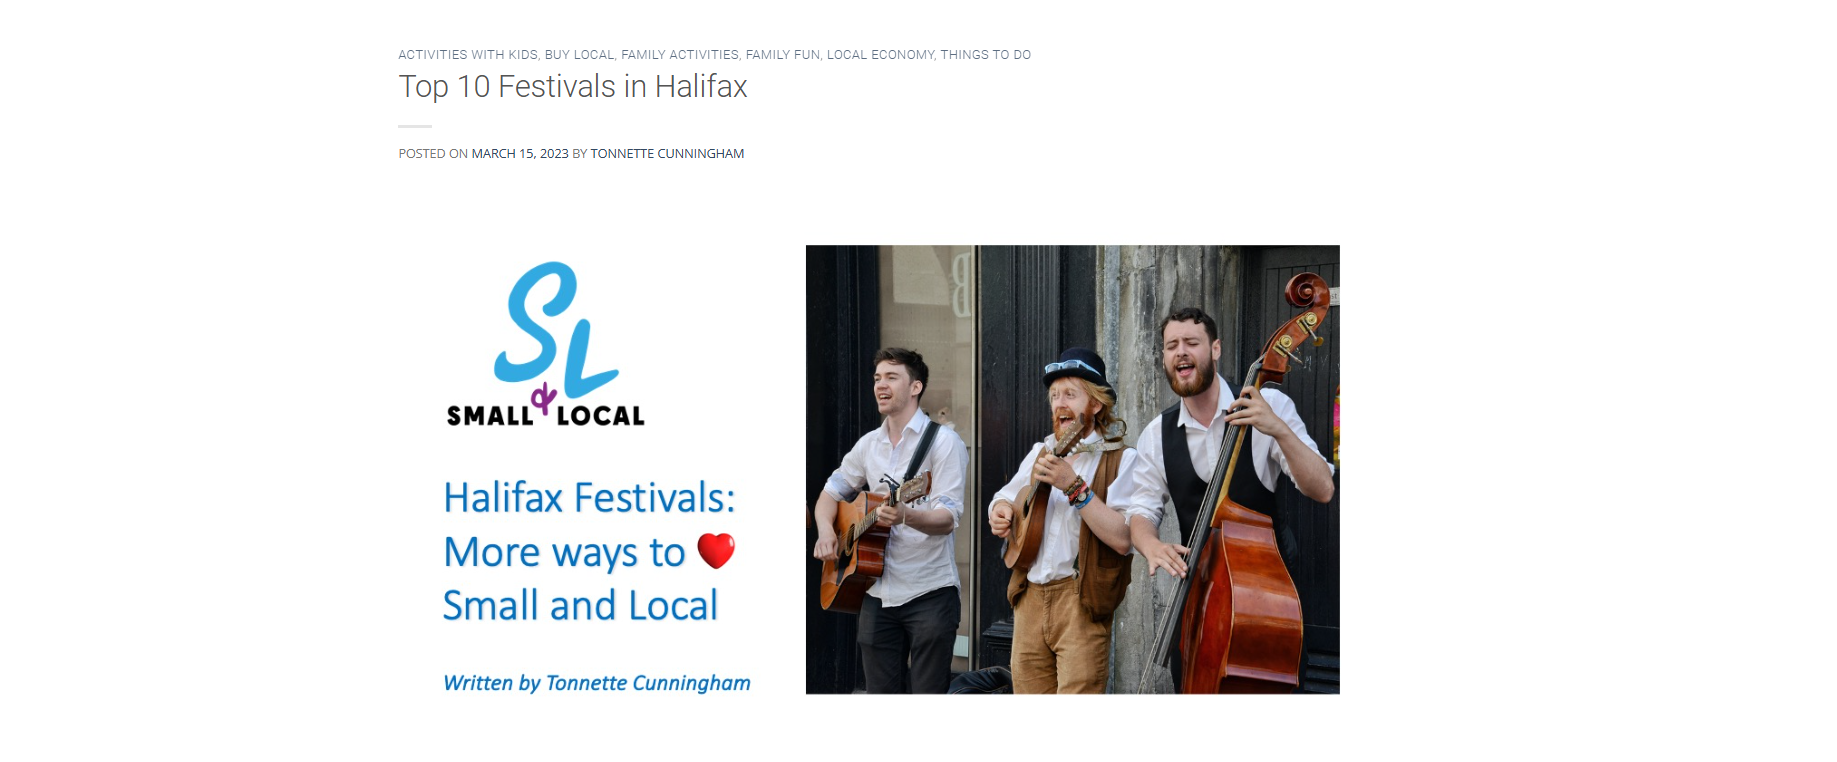 ACTIVITIES WITH KIDS, BUY LOCAL, FAMILY ACTIVITIES, FAMILY FUN, LOCAL ECONOMY, THINGS TO DO
Top 10 Festivals in Halifax
POSTED ON MARCH 15, 2023 BY TONNETTE CUNNINGHAM
SL
SMALL & LOCAL
Halifax Festivals:
More ways to ❤
Small and Local
Written by Tonnette Cunningham